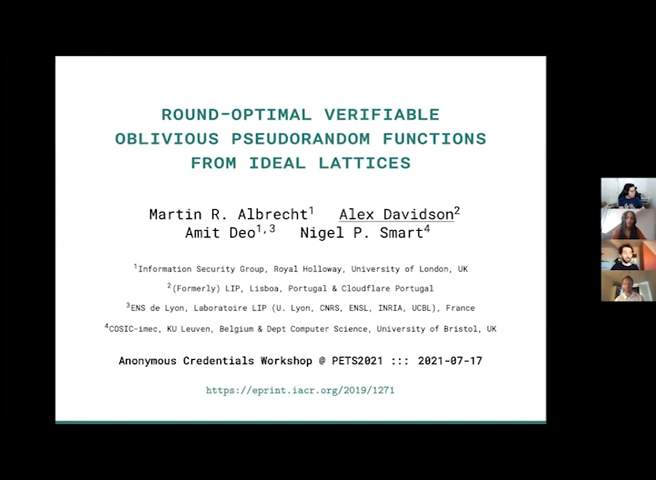 ROUND-OPTIMAL VERIFIABLE
OBLIVIOUS PSEUDORANDOM FUNCTIONS
FROM IDEAL LATTICES
Martin R. Albrecht¹ Alex Davidson²
Amit Deo¹,³ Nigel P. Smart⁴
¹Information Security Group, Royal Holloway, University of London, UK
²(Formerly) LIP, Lisboa, Portugal & Cloudflare Portugal
³ENS de Lyon, Laboratoire LIP (U. Lyon, CNRS, ENSL, INRIA, UCBL), France
⁴COSIC-imec, KU Leuven, Belgium & Dept Computer Science, University of Bristol, UK
Anonymous Credentials Workshop @ PETS2021 ::: 2021-07-17
https://eprint.iacr.org/2019/1271